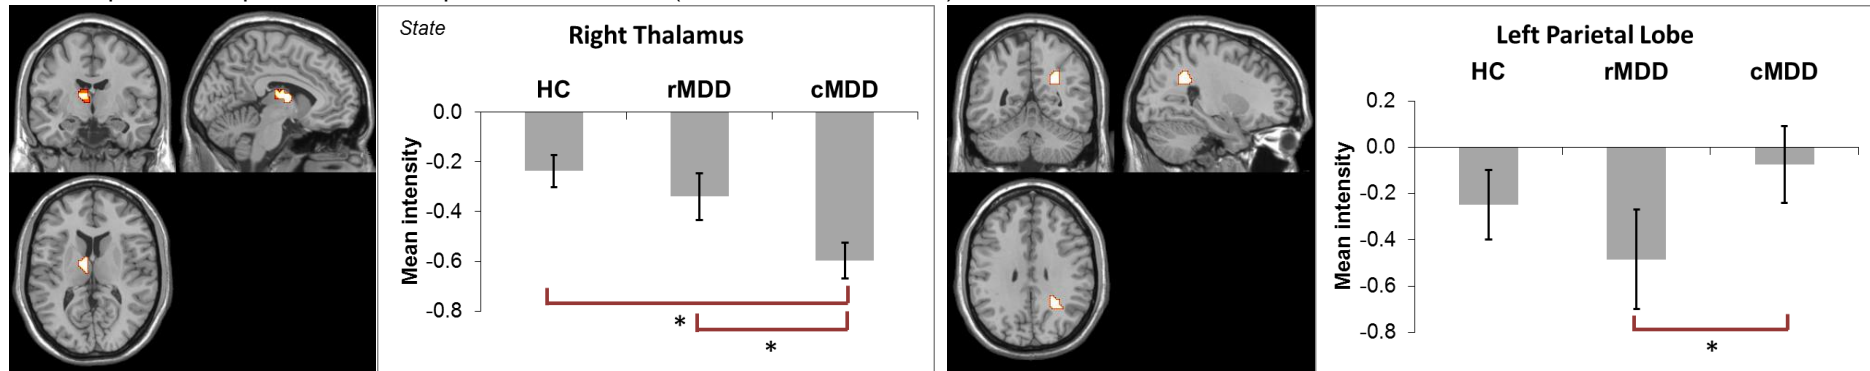 State
Right Thalamus
HC rMDD cMDD
0.0
-0.2
-0.4
-0.6
-0.8
Mean intensity
*
*
Left Parietal Lobe
HC rMDD cMDD
0.2
0.0
-0.2
-0.4
-0.6
-0.8
Mean intensity
*